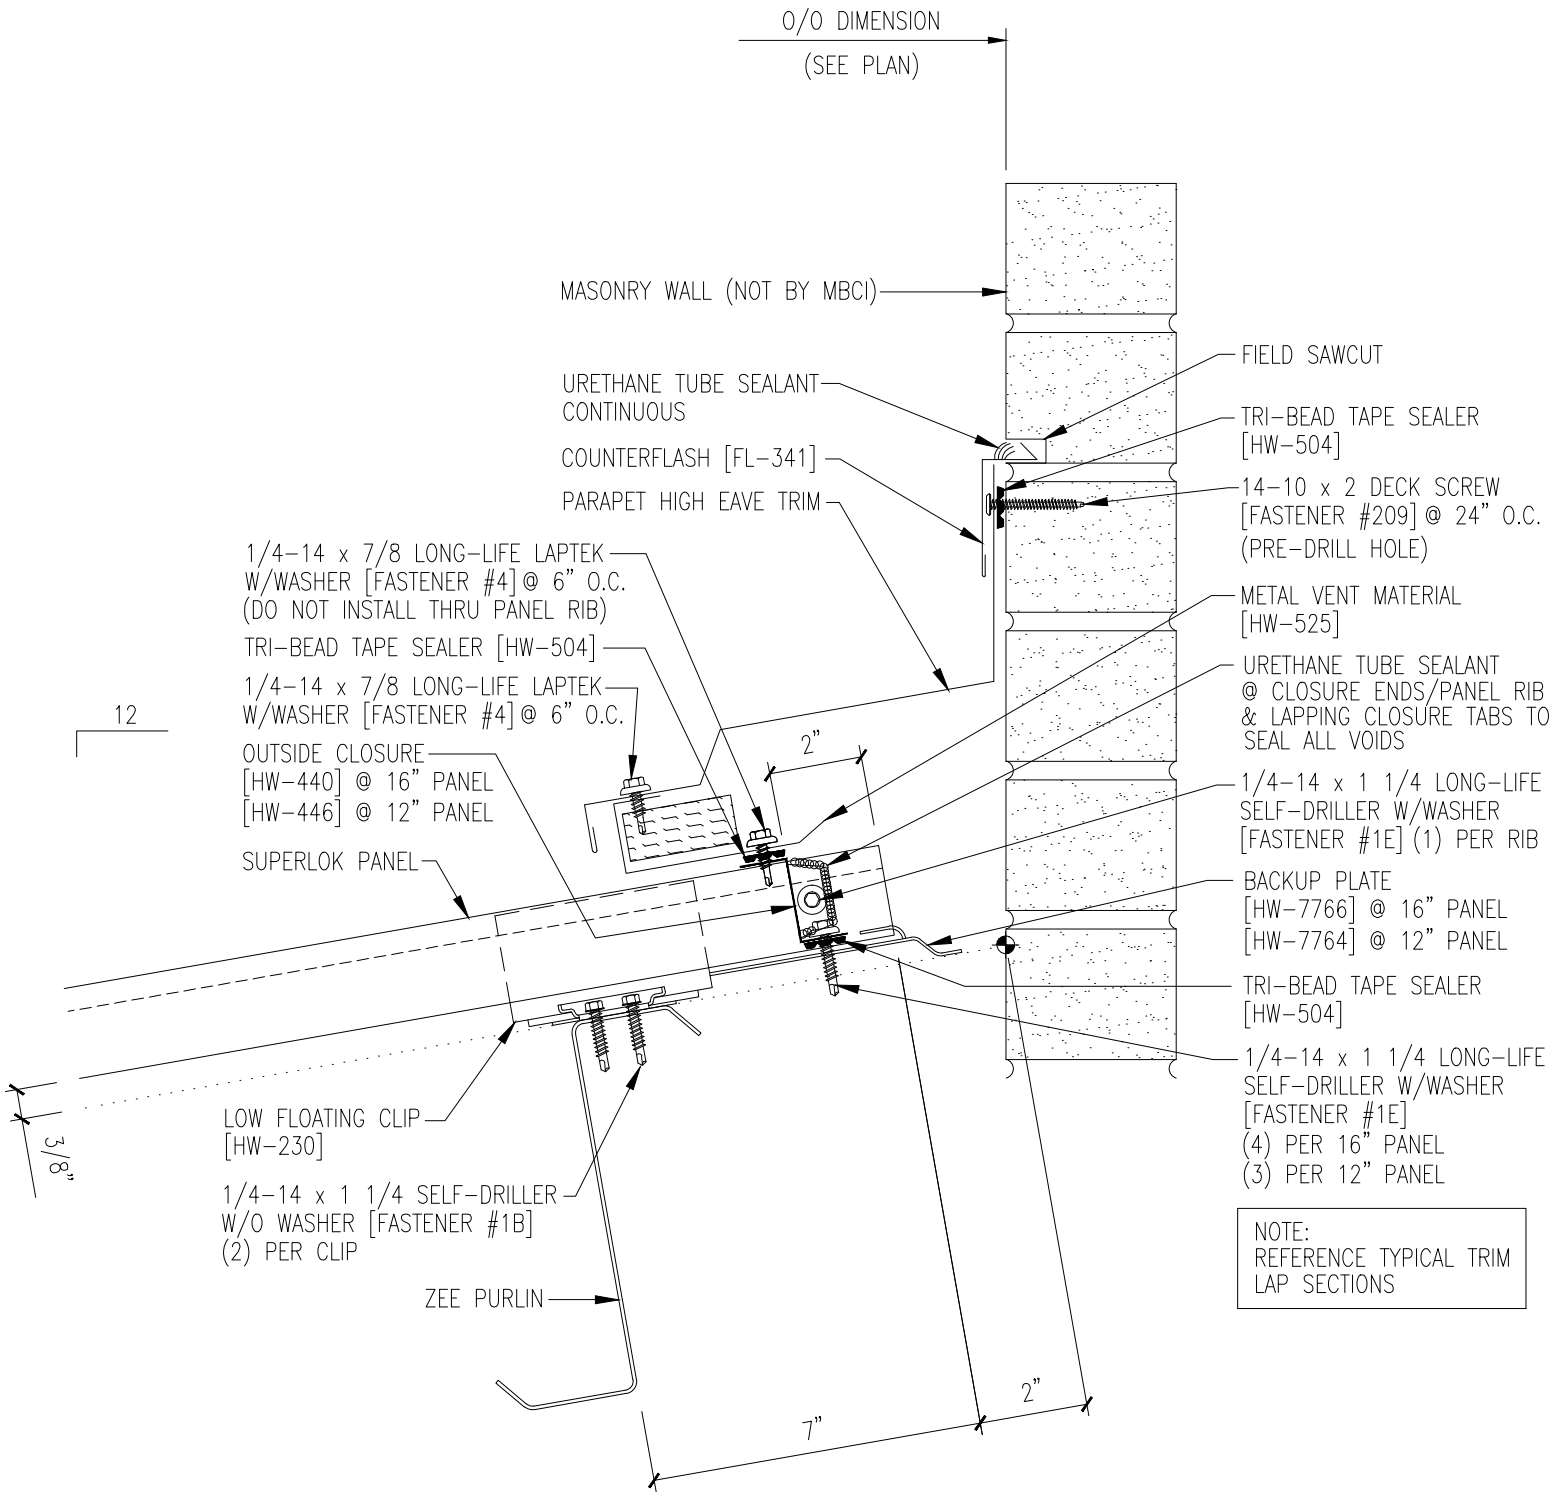 O/O DIMENSION
(SEE PLAN)
MASONRY WALL (NOT BY MBCI)
URETHANE TUBE SEALANT
CONTINUOUS
COUNTERFLASH [FL-341]
PARAPET HIGH EAVE TRIM
1/4-14 x 7/8 LONG-LIFE LAPTEK
W/WASHER [FASTENER #4] @ 6" O.C.
(DO NOT INSTALL THRU PANEL RIB)
TRI-BEAD TAPE SEALER [HW-504]
1/4-14 x 7/8 LONG-LIFE LAPTEK
W/WASHER [FASTENER #4] @ 6" O.C.
12
OUTSIDE CLOSURE
[HW-440] @ 16" PANEL
[HW-446] @ 12" PANEL
SUPERLOK PANEL
2"
FIELD SAWCUT
TRI-BEAD TAPE SEALER
[HW-504]
14-10 x 2 DECK SCREW
[FASTENER #209] @ 24" O.C.
(PRE-DRILL HOLE)
METAL VENT MATERIAL
[HW-525]
URETHANE TUBE SEALANT
@ CLOSURE ENDS/PANEL RIB
& LAPPING CLOSURE TABS TO
SEAL ALL VOIDS
1/4-14 x 1 1/4 LONG-LIFE
SELF-DRILLER W/WASHER
[FASTENER #1E] (1) PER RIB
BACKUP PLATE
[HW-7766] @ 16" PANEL
[HW-7764] @ 12" PANEL
TRI-BEAD TAPE SEALER
[HW-504]
1/4-14 x 1 1/4 LONG-LIFE
SELF-DRILLER W/WASHER
[FASTENER #1E]
(4) PER 16" PANEL
(3) PER 12" PANEL
3/8"
LOW FLOATING CLIP
[HW-230]
1/4-14 x 1 1/4 SELF-DRILLER
W/O WASHER [FASTENER #1B]
(2) PER CLIP
ZEE PURLIN
7"
2"
NOTE:
REFERENCE TYPICAL TRIM
LAP SECTIONS